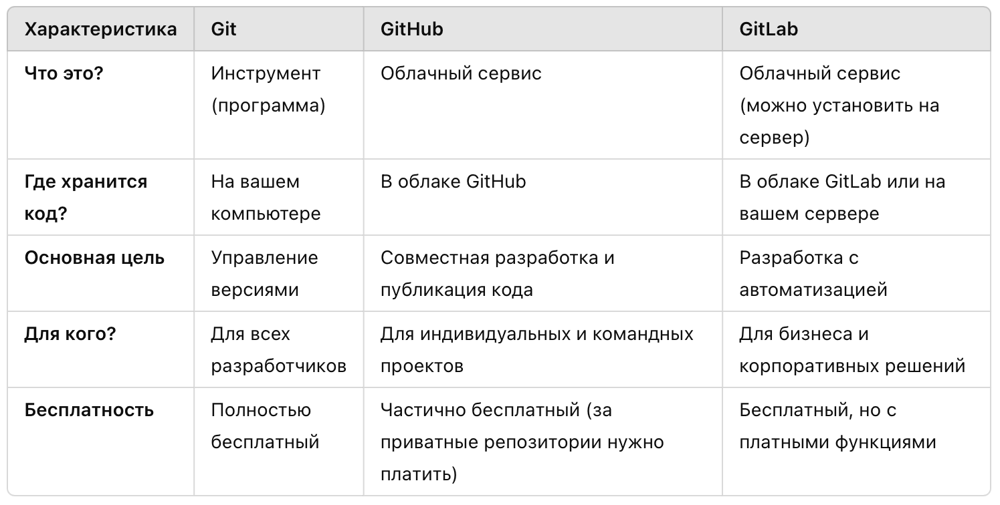 Характеристика Git GitHub GitLab
Что это? Инструмент Облачный сервис Облачный сервис
(программа) (можно установить на
сервер)
Где хранится На вашем В облаке GitHub В облаке GitLab или на
код? компьютере вашем сервере
Основная цель Управление Совместная разработка и Разработка с
версиями публикация кода автоматизацией
Для кого? Для всех Для индивидуальных и командных Для бизнеса и
разработчиков проектов корпоративных решений
Бесплатность Полностью Частично бесплатный (за Бесплатный, но с
бесплатный приватные репозитории нужно платными функциями
платить)